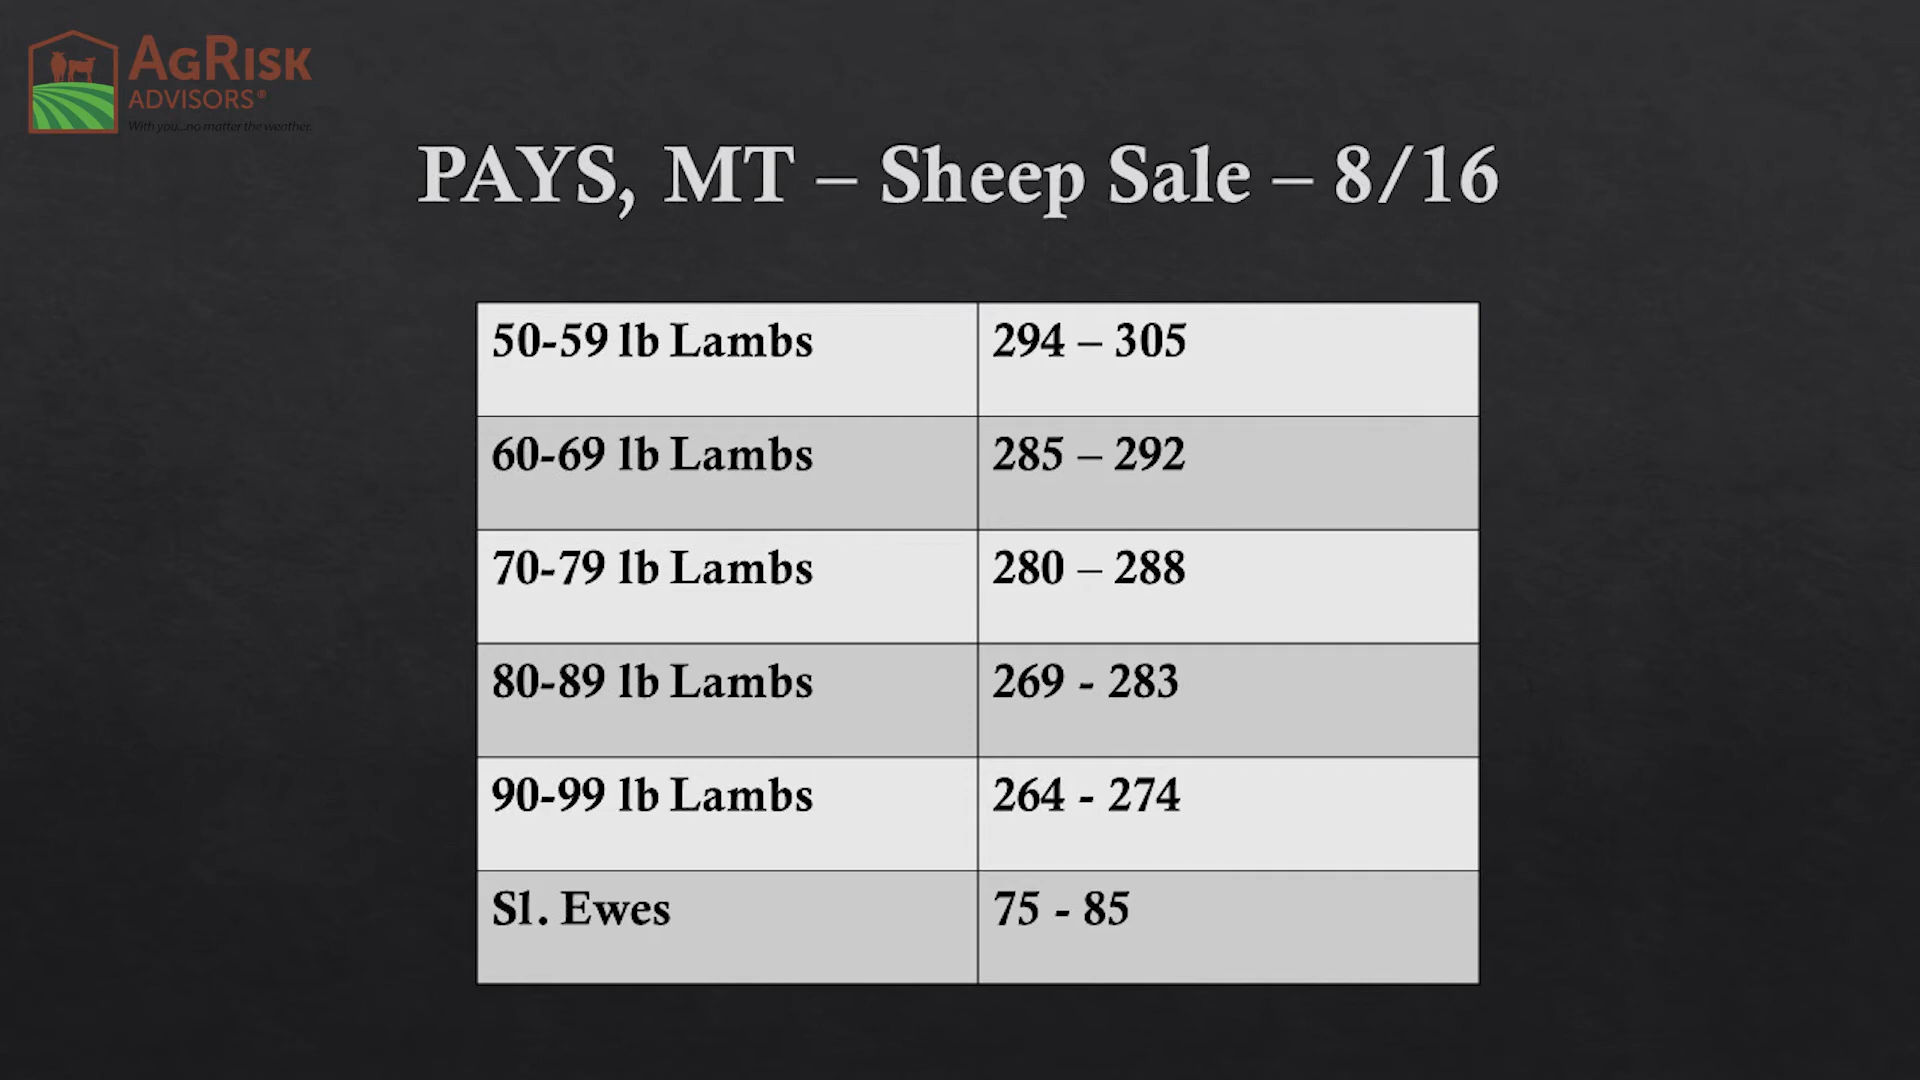 AGRISK
ADVISORS®
With you...no matter the weather.
PAYS, MT – Sheep Sale – 8/16
50-59 lb Lambs 294 – 305
60-69 lb Lambs 285 – 292
70-79 lb Lambs 280 – 288
80-89 lb Lambs 269 - 283
90-99 lb Lambs 264 - 274
Sl. Ewes 75 - 85